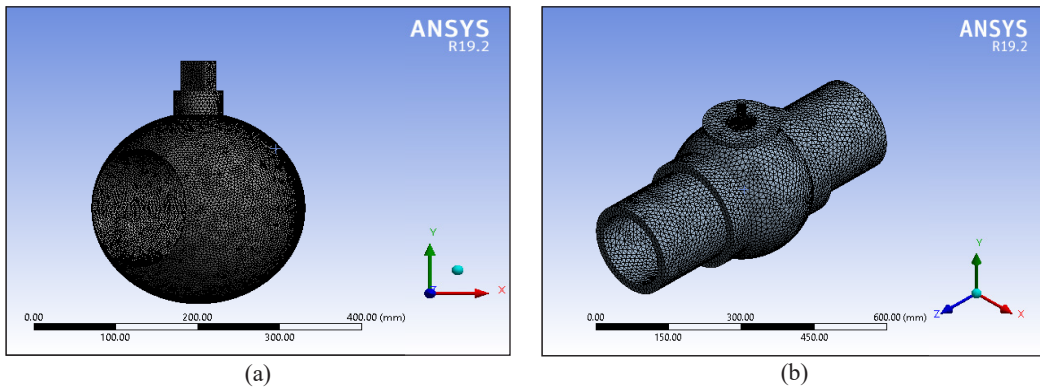 ANSYS
R19.2
Y
X
Z
0.00 200.00 400.00 (mm)
100.00 300.00
(a)
ANSYS
R19.2
Y
Z
X
0.00 300.00 600.00 (mm)
150.00 450.00
(b)